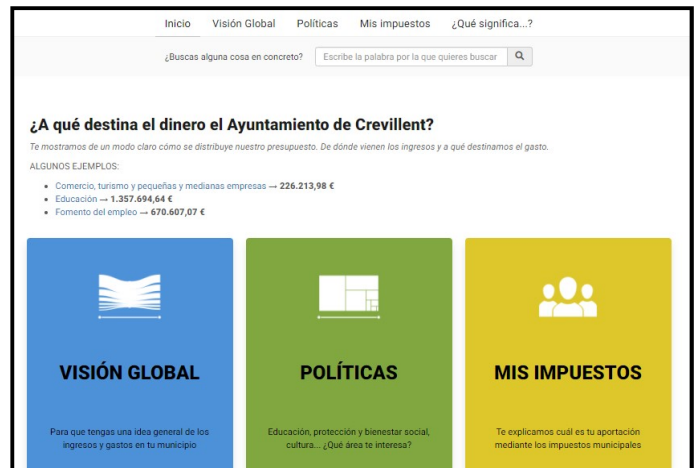 Inicio Visión Global Políticas Mis impuestos ¿Qué significa...?
¿Buscas alguna cosa en concreto? Escribe la palabra por la que quieres buscar
¿A qué destina el dinero el Ayuntamiento de Crevillent?
Te mostramos de un modo claro cómo se distribuye nuestro presupuesto. De dónde vienen los ingresos y a qué destinamos el gasto.
ALGUNOS EJEMPLOS:
Comercio, turismo y pequeñas y medianas empresas → 226.213,98 €
Educación → 1.357.694,64 €
Fomento del empleo → 670.607,07 €
VISIÓN GLOBAL
Para que tengas una idea general de los
ingresos y gastos en tu municipio
POLÍTICAS
Educación, protección y bienestar social,
cultura... ¿Qué área te interesa?
MIS IMPUESTOS
Te explicamos cuál es tu aportación
mediante los impuestos municipales